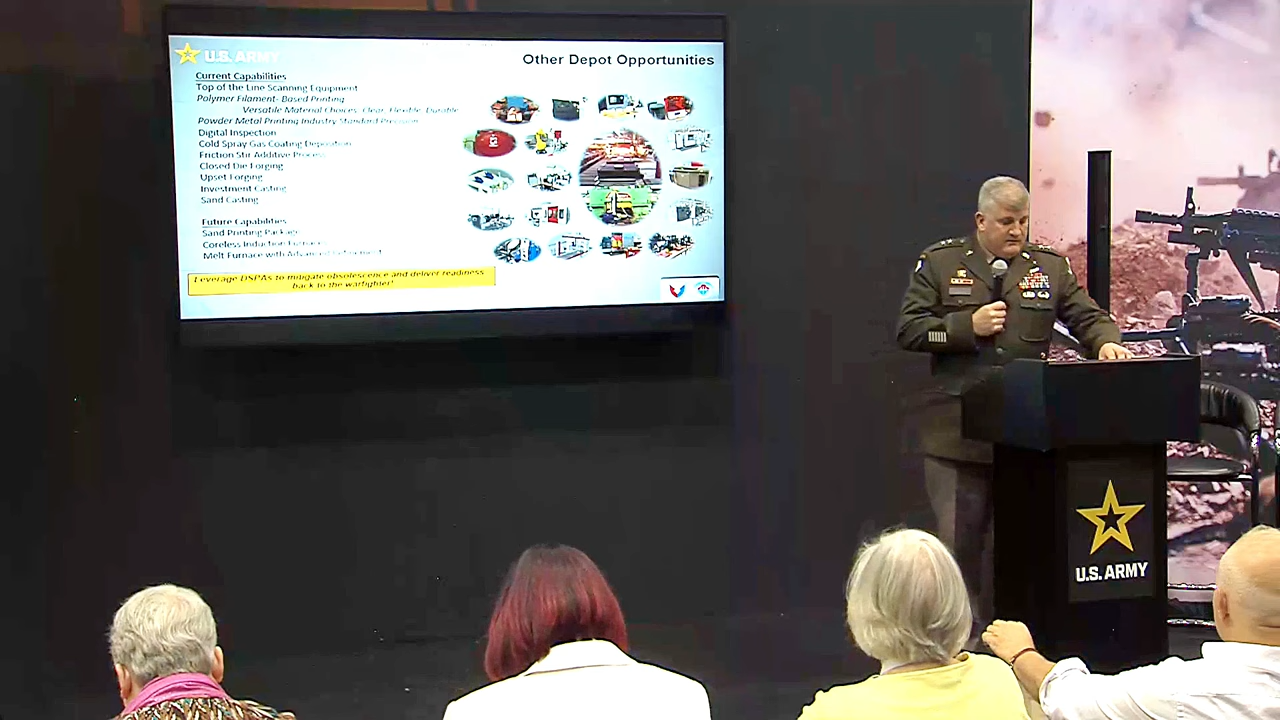 U.S. ARMY
Other Depot Opportunities
Current Capabilities
Top of the Line Scanning Equipment
Polymer Filament- Based Printing
Versatile Material Choices: Clear, Flexible, Durable
Powder Metal Printing Industry Standard Precision
Digital Inspection
Cold Spray Gas Coating Deposition
Friction Stir Additive Process
Closed Die Forging
Upset Forging
Investment Casting
Sand Casting
Future Capabilities
Sand Printing Package
Coreless Induction Furnace
Melt Furnace with Advanced
Leverage DSPAs to mitigate obsolescence and deliver readiness
back to the warfighter!
U.S. ARMY